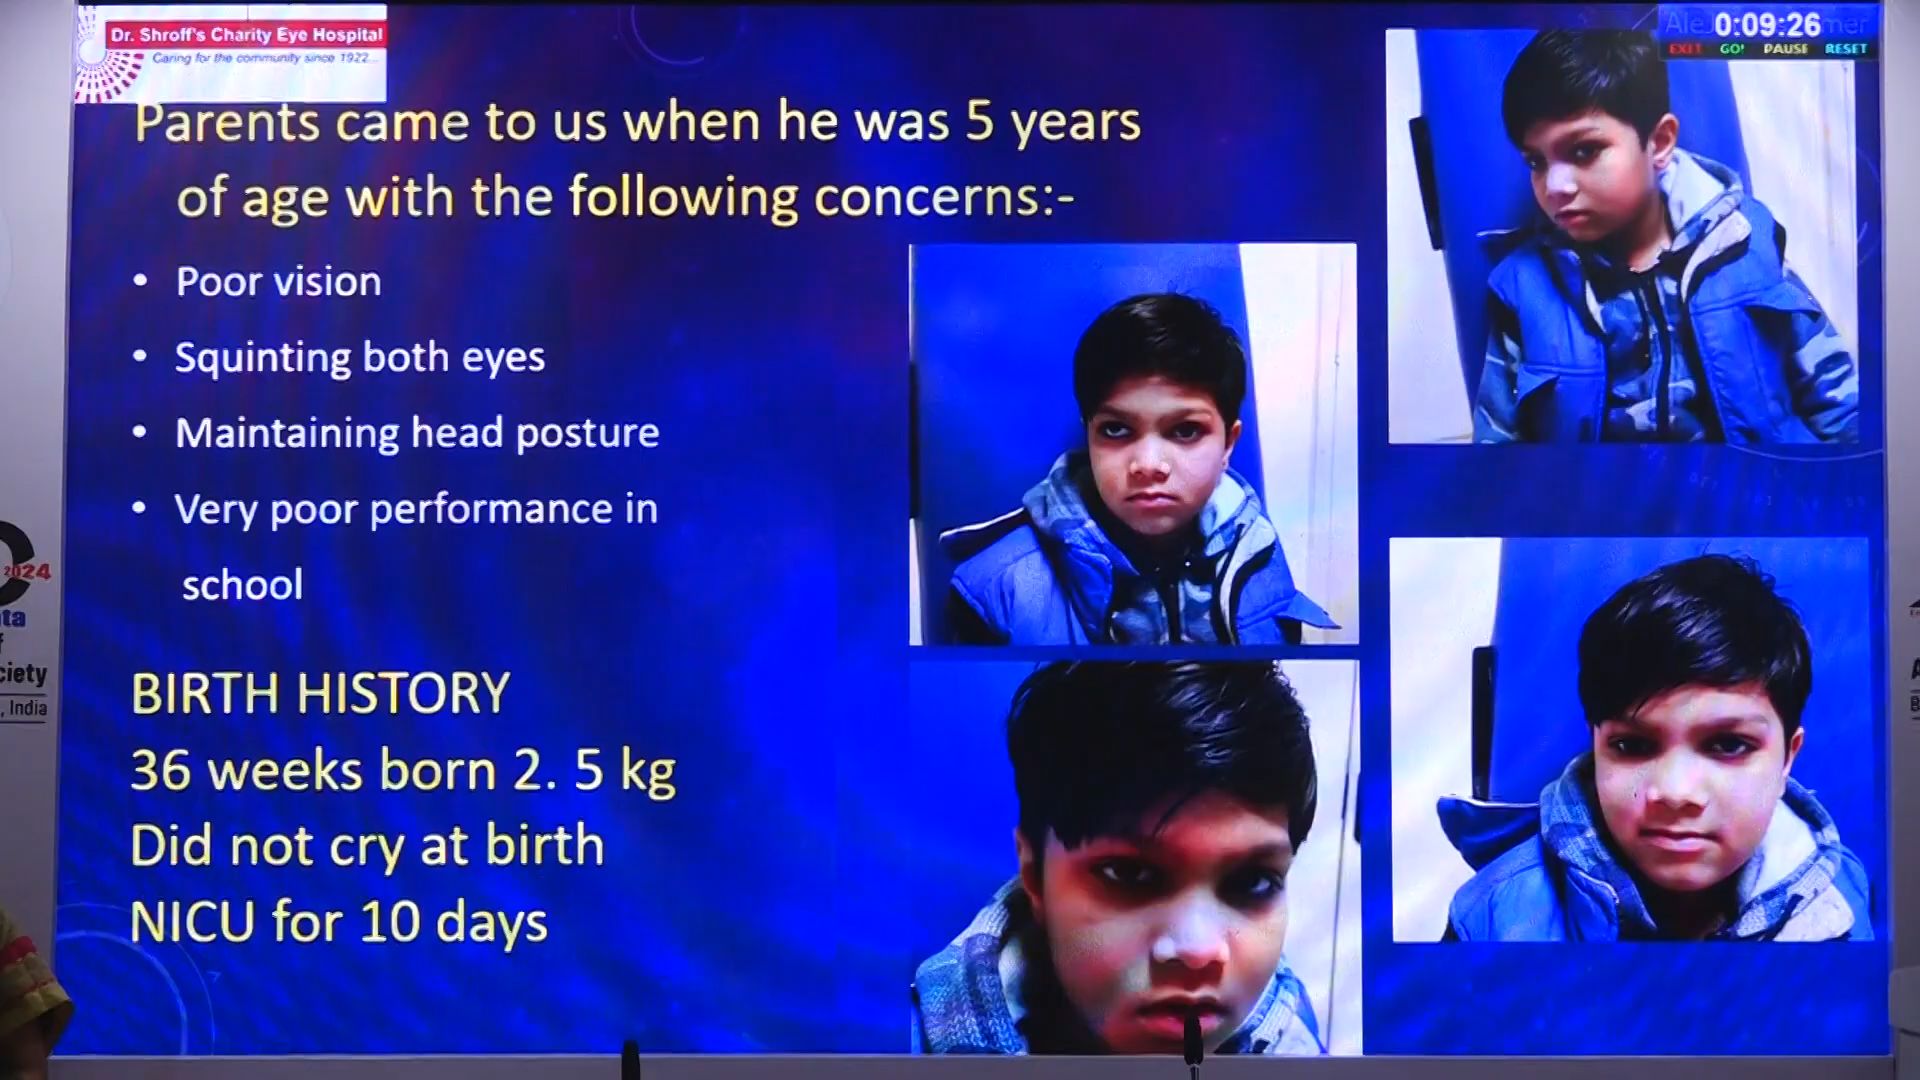 Dr. Shroff's Charity Eye Hospital
Caring for the community since 1922...
0:09:26
EXIT GO! PAUSE RESET
Parents came to us when he was 5 years
of age with the following concerns:-
• Poor vision
• Squinting both eyes
• Maintaining head posture
• Very poor performance in
school
BIRTH HISTORY
36 weeks born 2. 5 kg
Did not cry at birth
NICU for 10 days
2024
ciety
, India